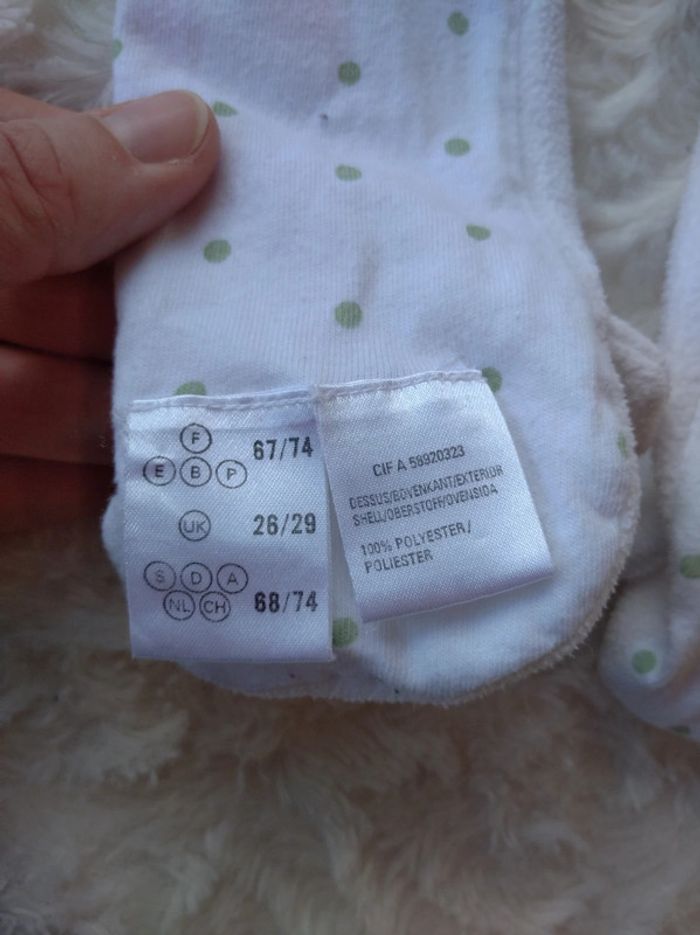 F
67/74
E B P
UK 26/29
S D A
NL CH 68/74
CIF A 58920323
DESSUS/BOVENKANT/EXTERIOR
SHELL/OBERSTOFF/OVENSIDA
100% POLYESTER/
POLIESTER